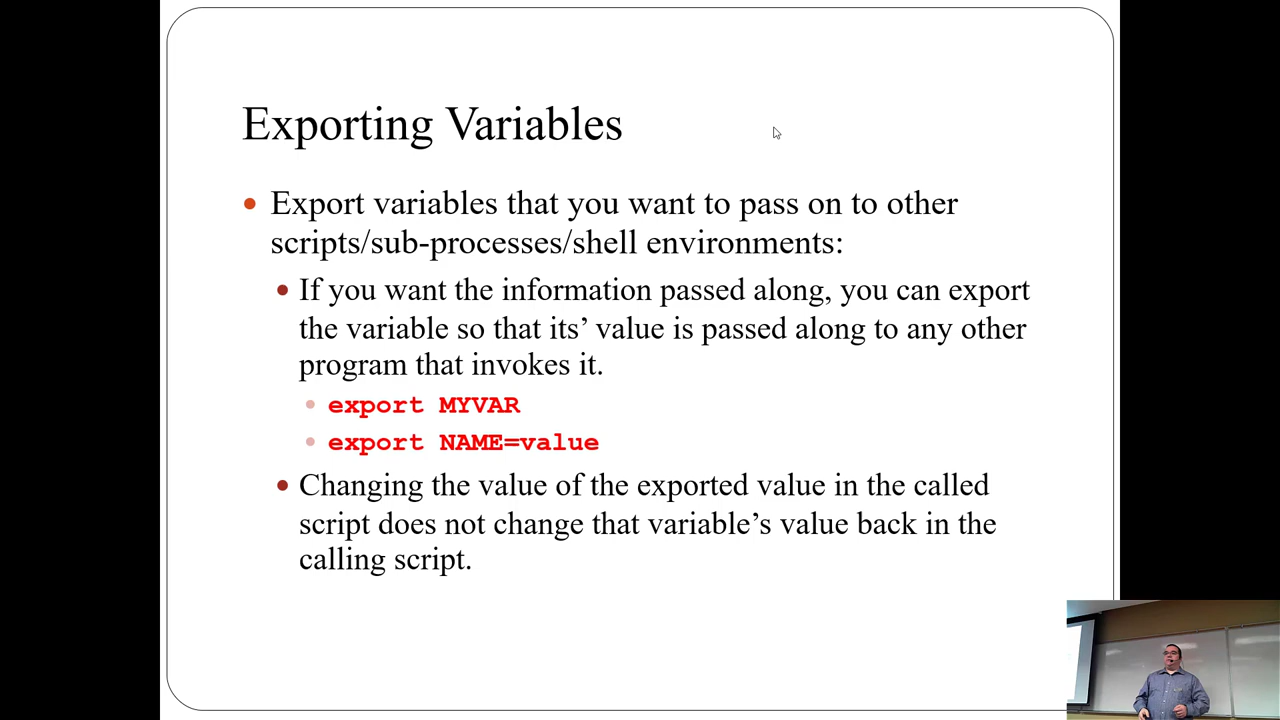 Exporting Variables
Export variables that you want to pass on to other
scripts/sub-processes/shell environments:
If you want the information passed along, you can export
the variable so that its’ value is passed along to any other
program that invokes it.
export MYVAR
export NAME=value
Changing the value of the exported value in the called
script does not change that variable’s value back in the
calling script.